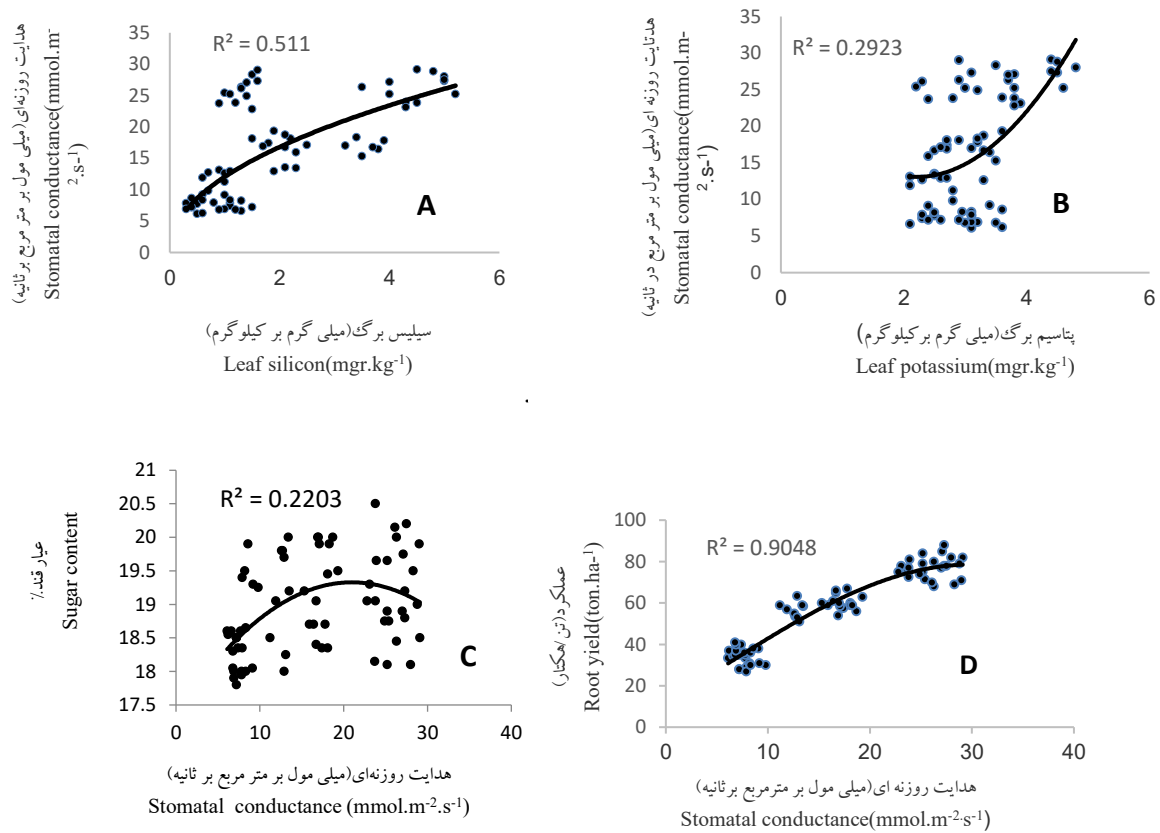 هدایت روزنه‌ای(میلی مول بر متر مربع برثانیه)
Stomatal conductance(mmol.m-
2.s-1)
35
30
25
20
15
10
5
0
R² = 0.511
A
0
2
4
6
سیلیس برگ(میلی گرم بر کیلوگرم)
Leaf silicon(mgr.kg-1)
هدتایت روزنه ای(میلی مول بر متر مربع در ثانیه)
Stomatal conductance(mmol.m-
2.s-1)
35
30
25
20
15
10
5
0
R² = 0.2923
B
0
2
4
6
پتاسیم برگ(میلی گرم برکیلوگرم)
Leaf potassium(mgr.kg-1)
عیار قند.٪
Sugar content
21
20.5
20
19.5
19
18.5
18
17.5
R² = 0.2203
C
0
10
20
30
40
هدایت روزنه‌ای(میلی مول بر متر مربع بر ثانیه)
Stomatal conductance (mmol.m-2.s-1)
عملکرد(تن/هکتار)
Root yield(ton.ha-1)
100
80
60
40
20
0
R² = 0.9048
D
0
10
20
30
40
هدایت روزنه ای(میلی مول بر مترمربع برثانیه)
Stomatal conductance(mmol.m-2.s-1)